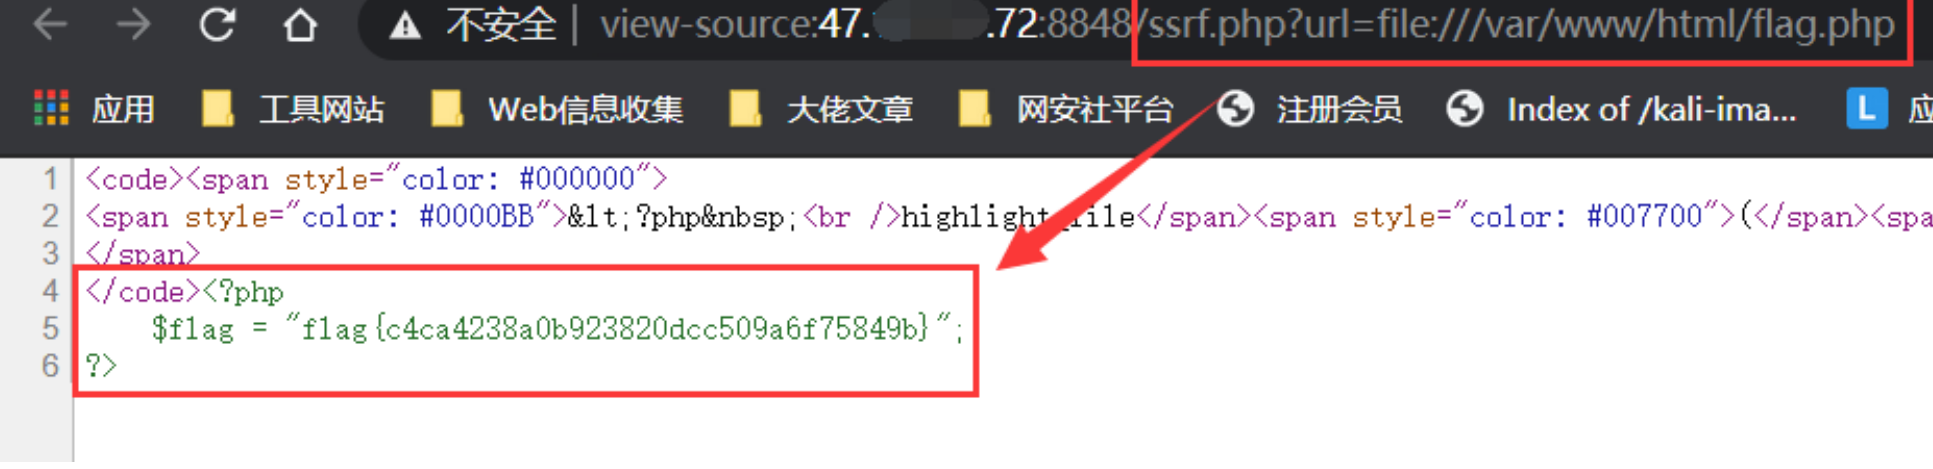 不安全 | view-source:47. .72:8848/ssrf.php?url=file:///var/www/html/flag.php
应用 工具网站 Web信息收集 大佬文章 网安社平台 注册会员 Index of /kali-ima... L 应
1 <code><span style="color: #000000">
2 <span style="color: #0000BB">&lt;?php&nbsp;<br />highlight_file</span><span style="color: #007700">(</span><spa
3 </span>
4 </code><?php
5 $flag = "flag{c4ca4238a0b923820dcc509a6f75849b}";
6 ?>